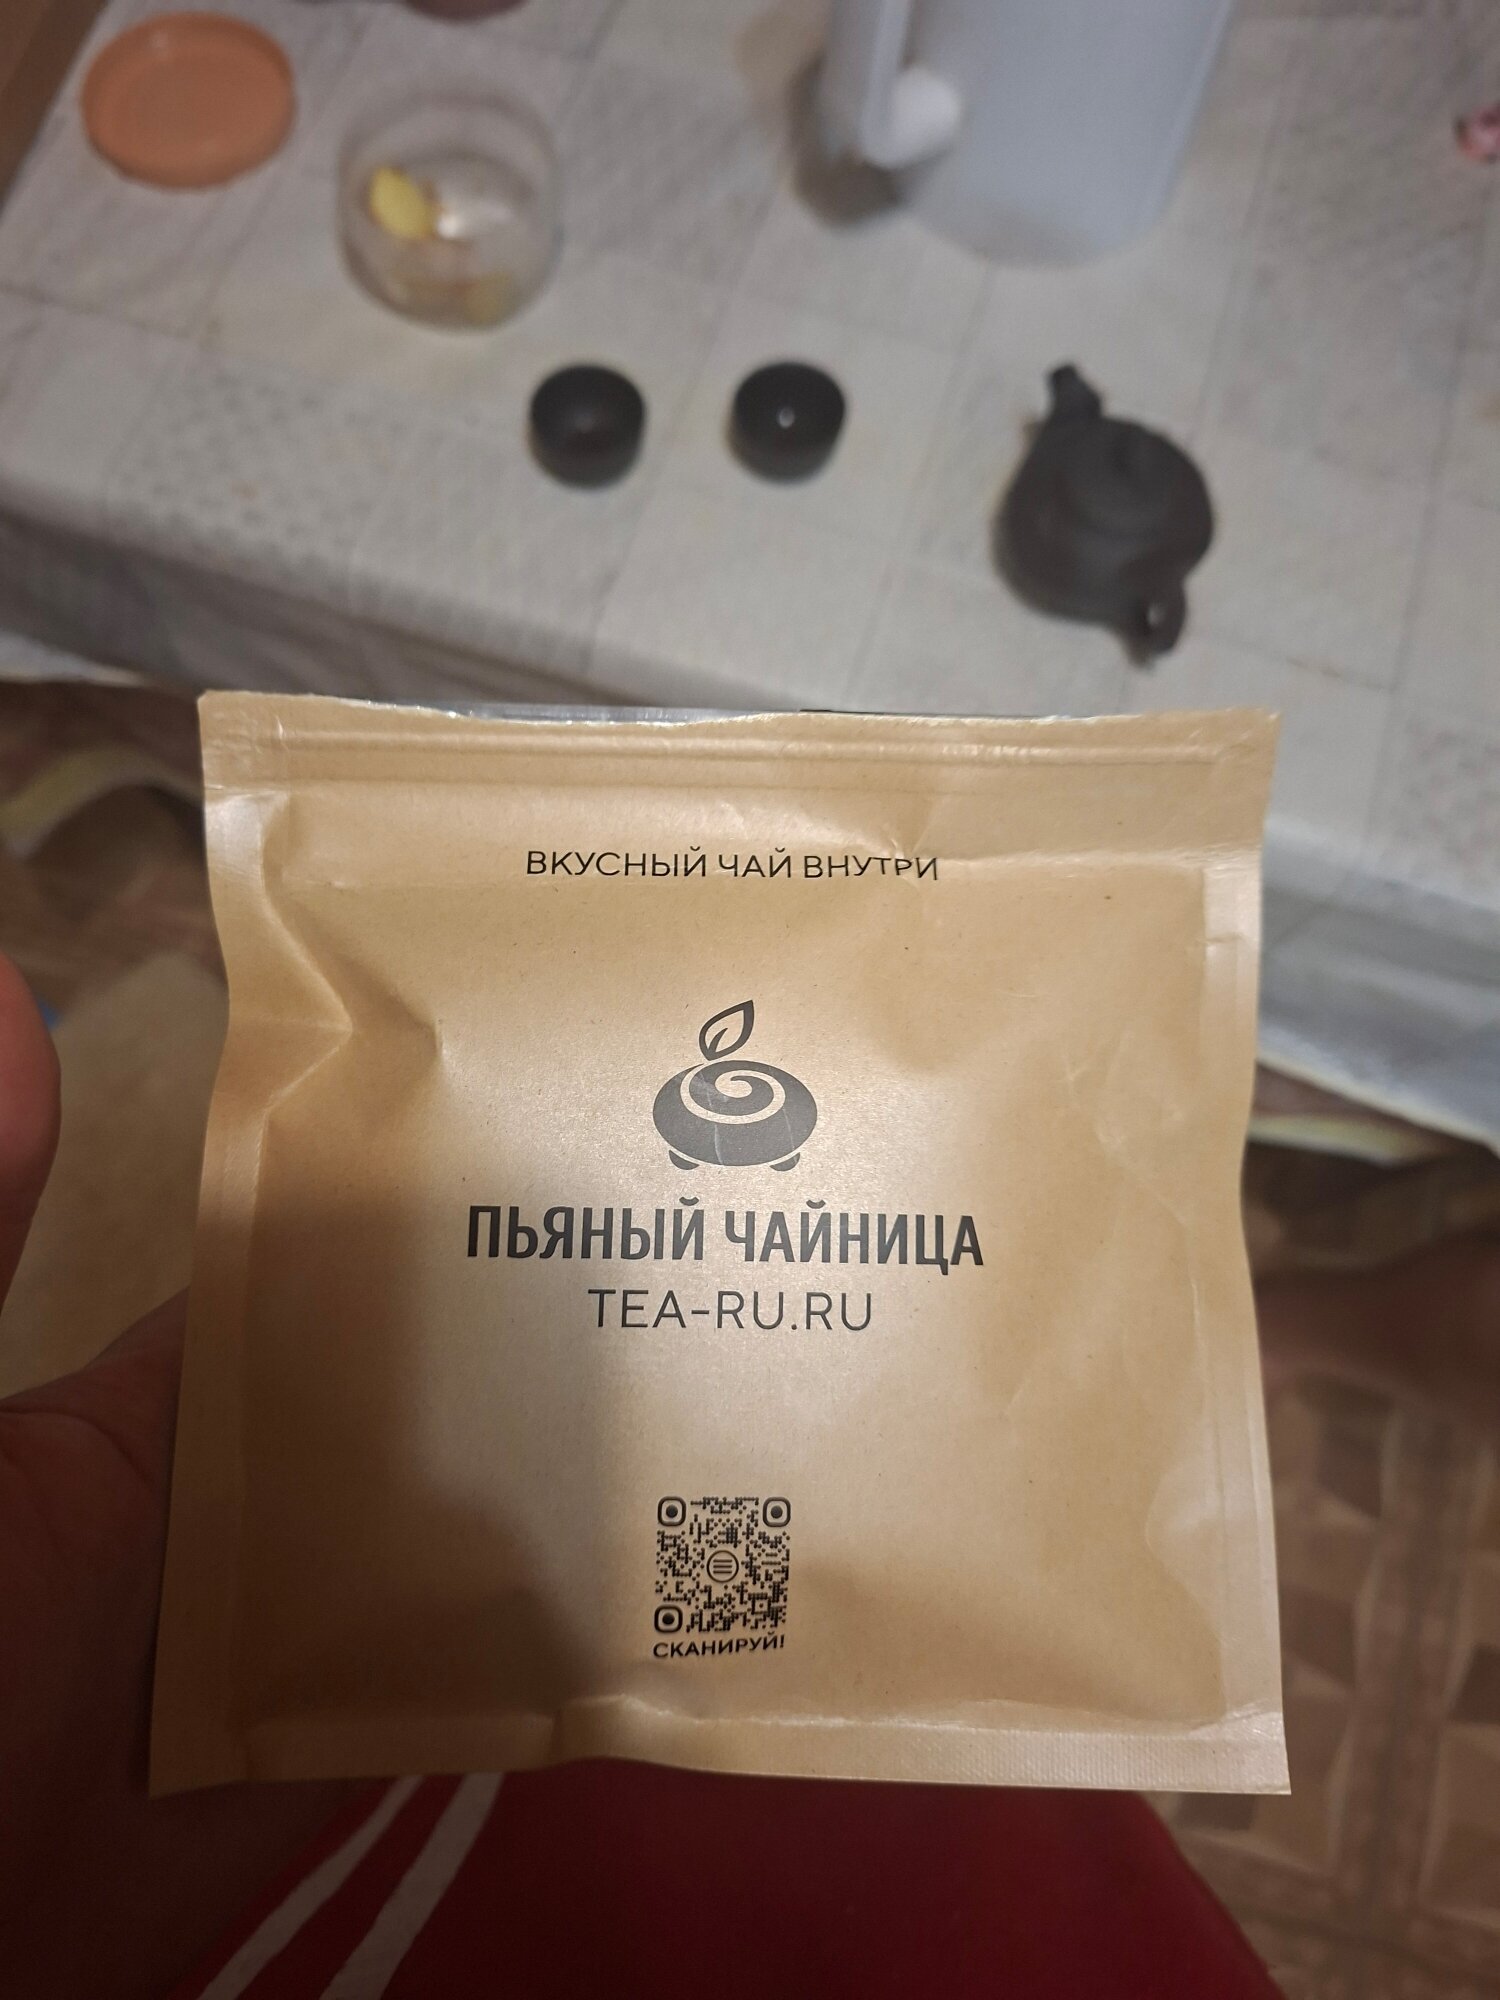 ВКУСНЫЙ ЧАЙ ВНУТРИ
ПЬЯНЫЙ ЧАЙНИЦА
TEA-RU.RU
СКАНИРУЙ!